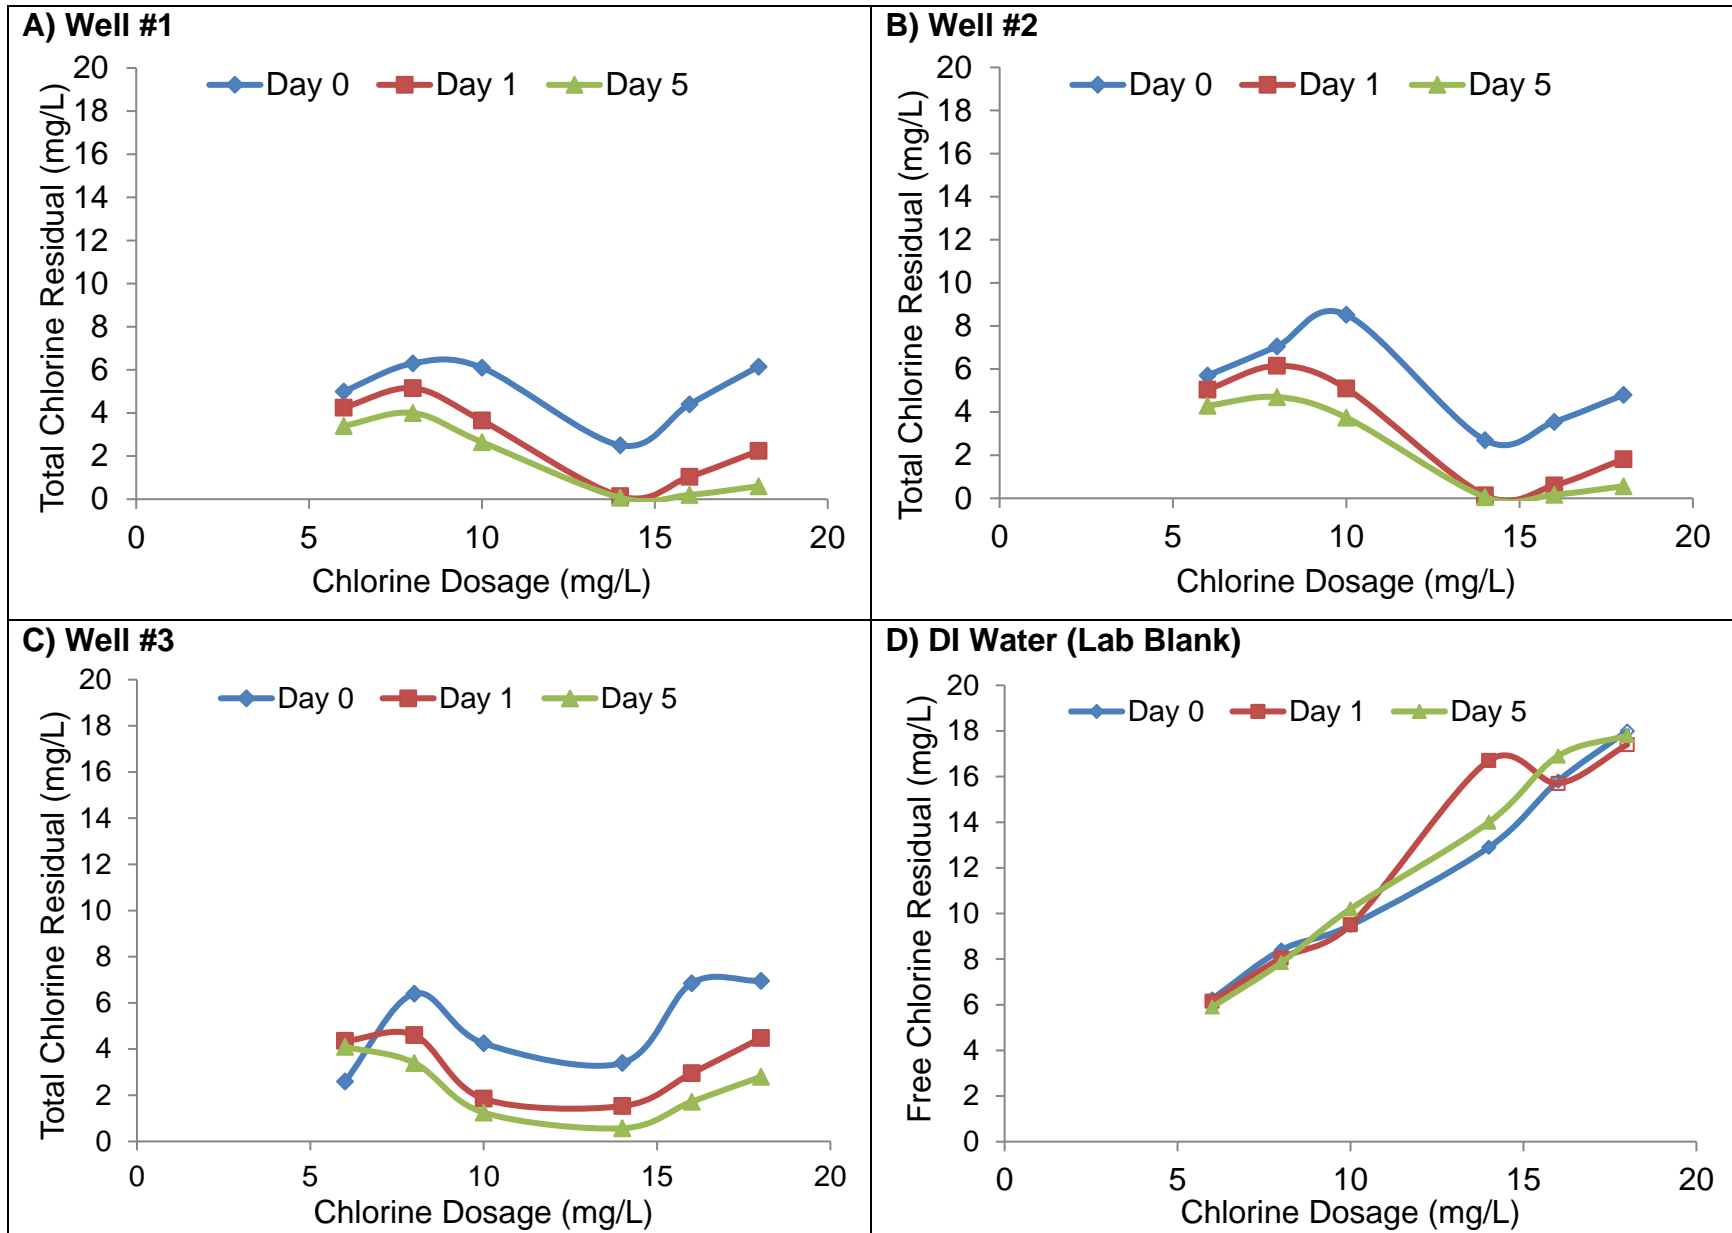 A) Well #1
Day 0 Day 1 Day 5
Total Chlorine Residual (mg/L)
20
18
16
14
12
10
8
6
4
2
0
0 5 10 15 20
Chlorine Dosage (mg/L)
B) Well #2
Day 0 Day 1 Day 5
Total Chlorine Residual (mg/L)
20
18
16
14
12
10
8
6
4
2
0
0 5 10 15 20
Chlorine Dosage (mg/L)
C) Well #3
Day 0 Day 1 Day 5
Total Chlorine Residual (mg/L)
20
18
16
14
12
10
8
6
4
2
0
0 5 10 15 20
Chlorine Dosage (mg/L)
D) DI Water (Lab Blank)
Day 0 Day 1 Day 5
Free Chlorine Residual (mg/L)
20
18
16
14
12
10
8
6
4
2
0
0 5 10 15 20
Chlorine Dosage (mg/L)